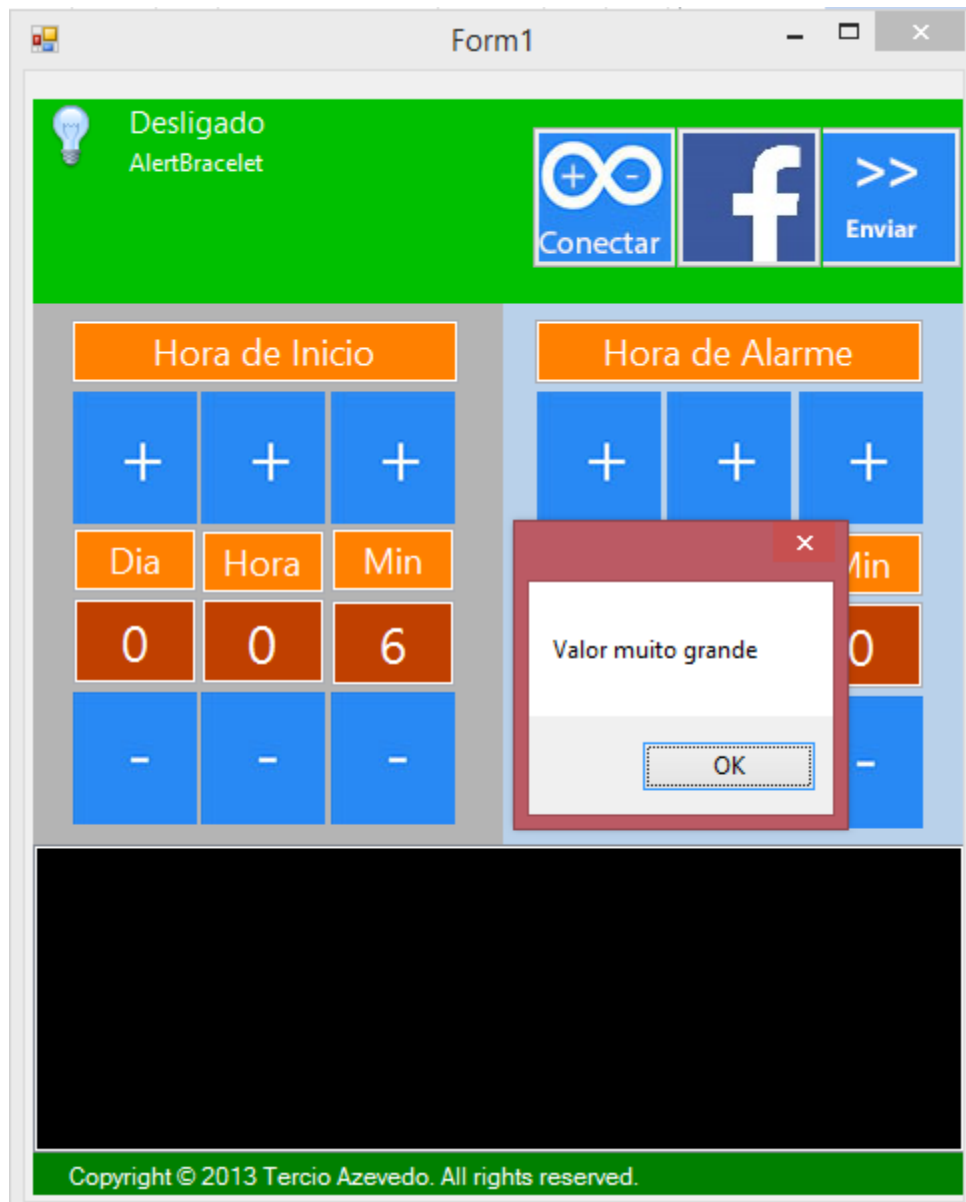 Form1
Desligado
AlertBracelet
Conectar
f
>>
Enviar
Hora de Inicio
Hora de Alarme
+ + + + + +
Dia Hora Min
0 0 6 0
Valor muito grande
OK
- - - -
Copyright © 2013 Tercio Azevedo. All rights reserved.